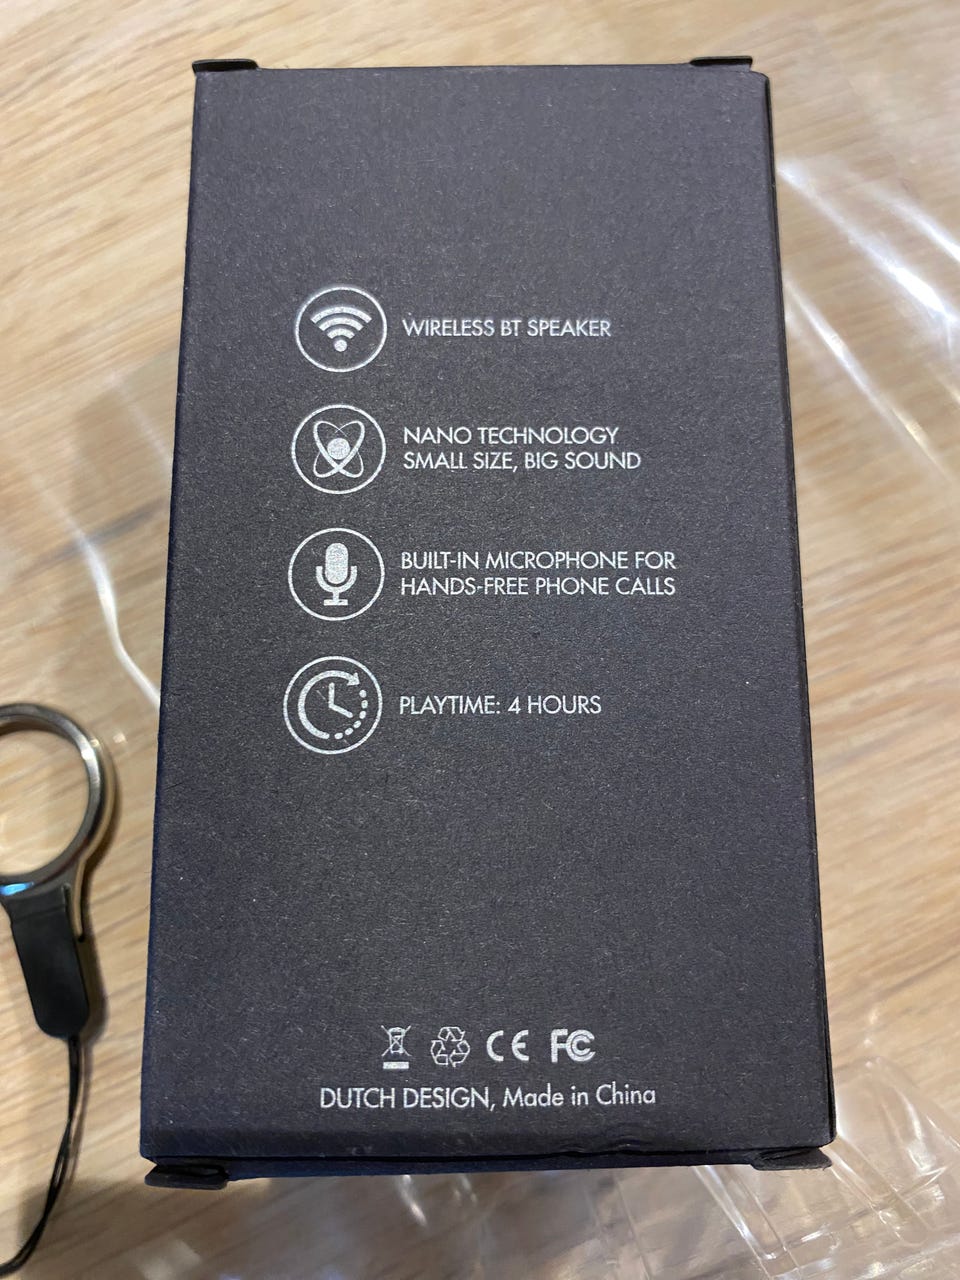 WIRELESS BT SPEAKER
NANO TECHNOLOGY
SMALL SIZE, BIG SOUND
BUILT-IN MICROPHONE FOR
HANDS-FREE PHONE CALLS
PLAYTIME: 4 HOURS
CE FC
DUTCH DESIGN, Made in China